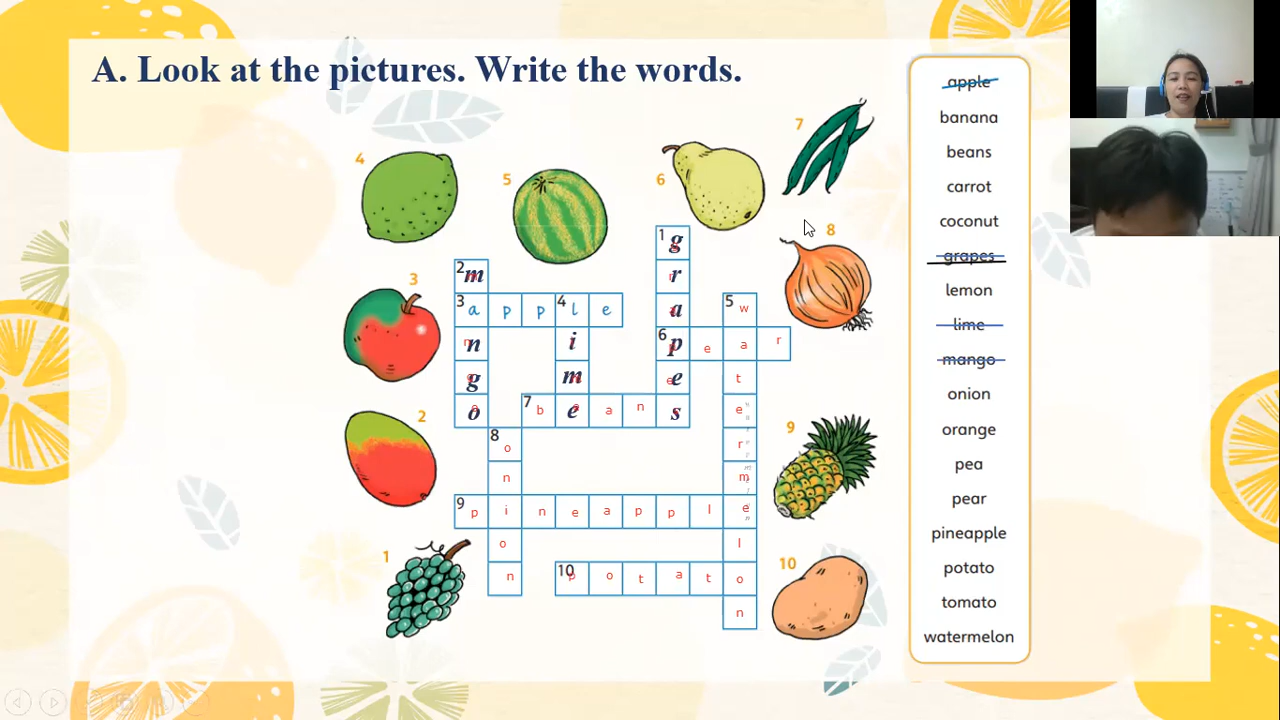 A. Look at the pictures. Write the words.
7
4
5
6
8
3
2
9
1
10
1 g
2 m r
3 a p p 4 l e a 5 w
n i 6 p e a r
g m e t
o 7 b e a n s e
8 o r
n m
9 p i n e a p p l e
o l
n 10 p o t a t o
n
apple
banana
beans
carrot
coconut
grapes
lemon
lime
mango
onion
orange
pea
pear
pineapple
potato
tomato
watermelon